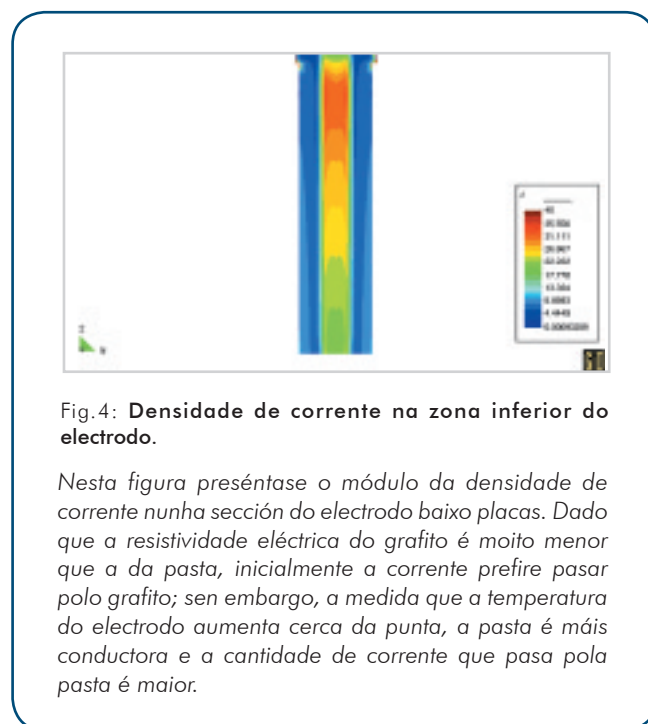 Fig.4: Densidade de corrente na zona inferior do
electrodo.
Nesta figura preséntase o módulo da densidade de
corrente nunha sección do electrodo baixo placas. Dado
que a resistividade eléctrica do grafito é moito menor
que a da pasta, inicialmente a corrente prefire pasar
polo grafito; sen embargo, a medida que a temperatura
do electrodo aumenta cerca da punta, a pasta é máis
conductora e a cantidade de corrente que pasa pola
pasta é maior.